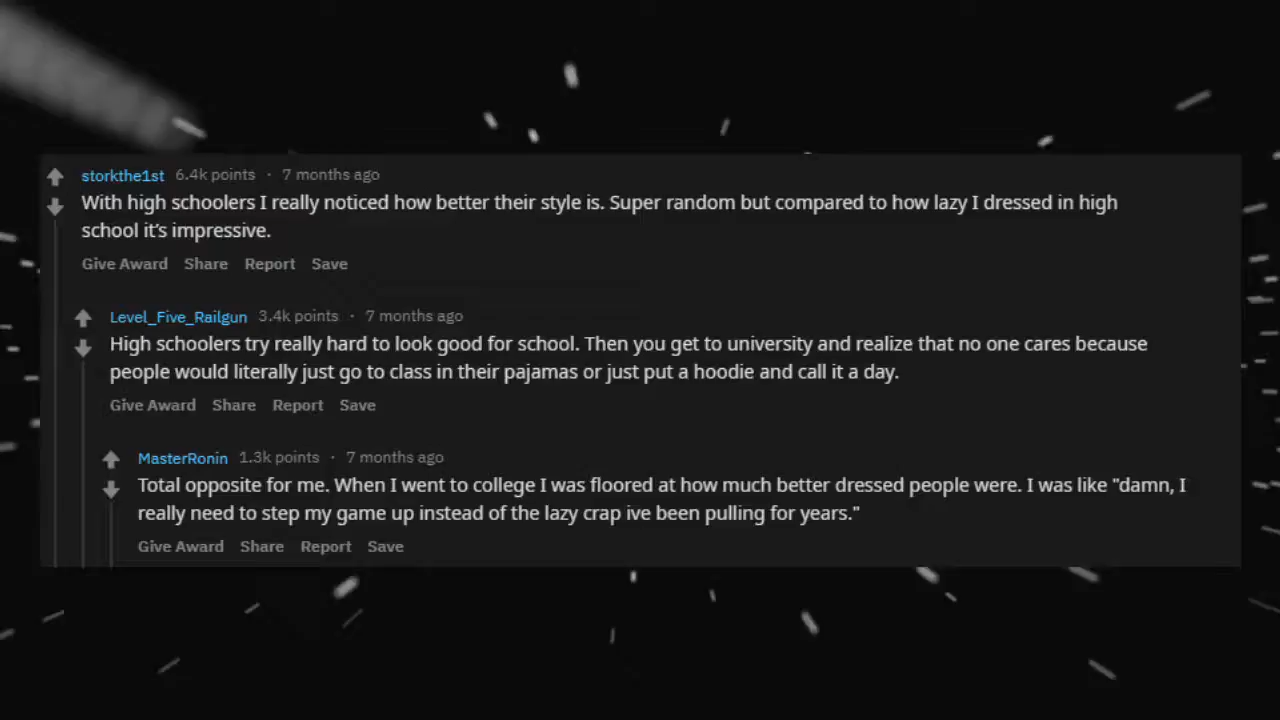 storkthe1st 6.4k points · 7 months ago
With high schoolers I really noticed how better their style is. Super random but compared to how lazy I dressed in high
school it's impressive.
Give Award Share Report Save
Level_Five_Railgun 3.4k points · 7 months ago
High schoolers try really hard to look good for school. Then you get to university and realize that no one cares because
people would literally just go to class in their pajamas or just put a hoodie and call it a day.
Give Award Share Report Save
MasterRonin 1.3k points · 7 months ago
Total opposite for me. When I went to college I was floored at how much better dressed people were. I was like "damn, I
really need to step my game up instead of the lazy crap ive been pulling for years."
Give Award Share Report Save